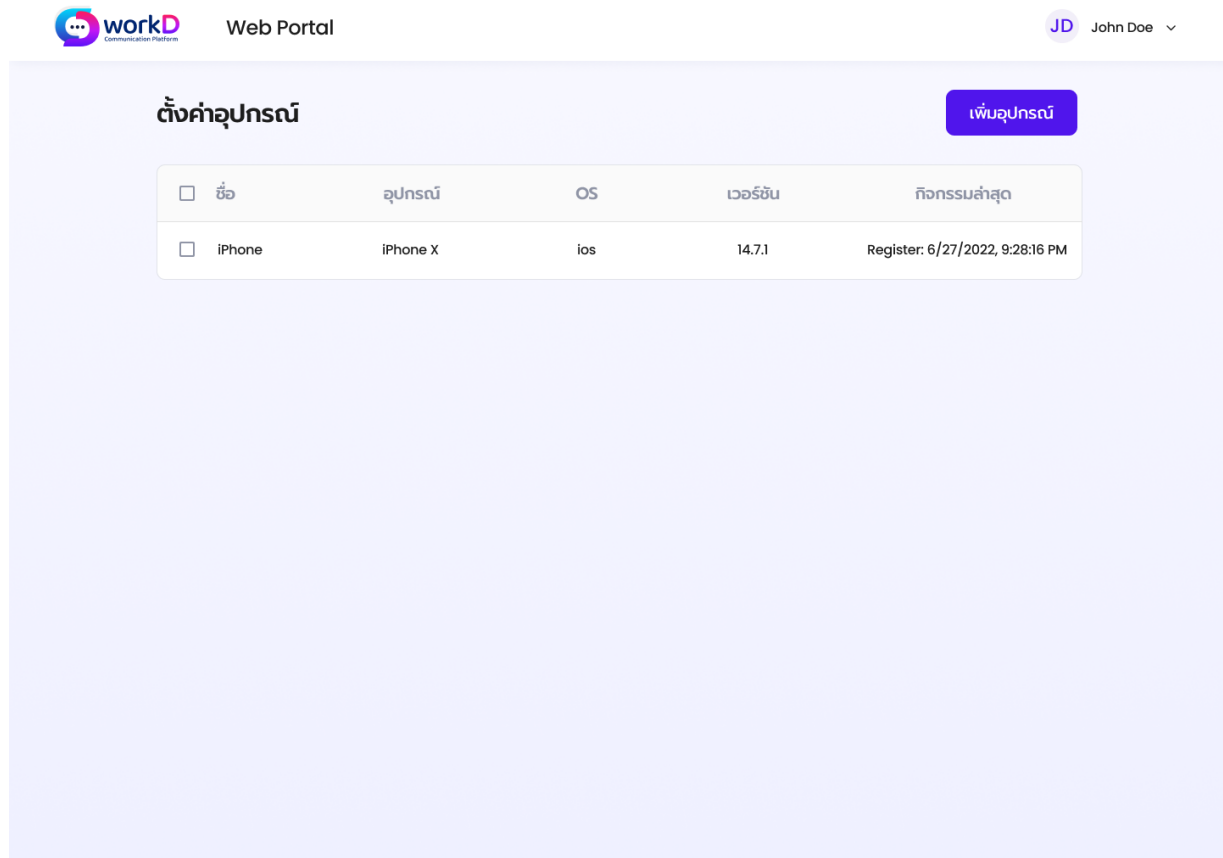 workD
Communication Platform
Web Portal
JD John Doe
ตั้งค่าอุปกรณ์
เพิ่มอุปกรณ์
ชื่อ อุปกรณ์ OS เวอร์ชัน กิจกรรมล่าสุด
iPhone iPhone X ios 14.7.1 Register: 6/27/2022, 9:28:16 PM